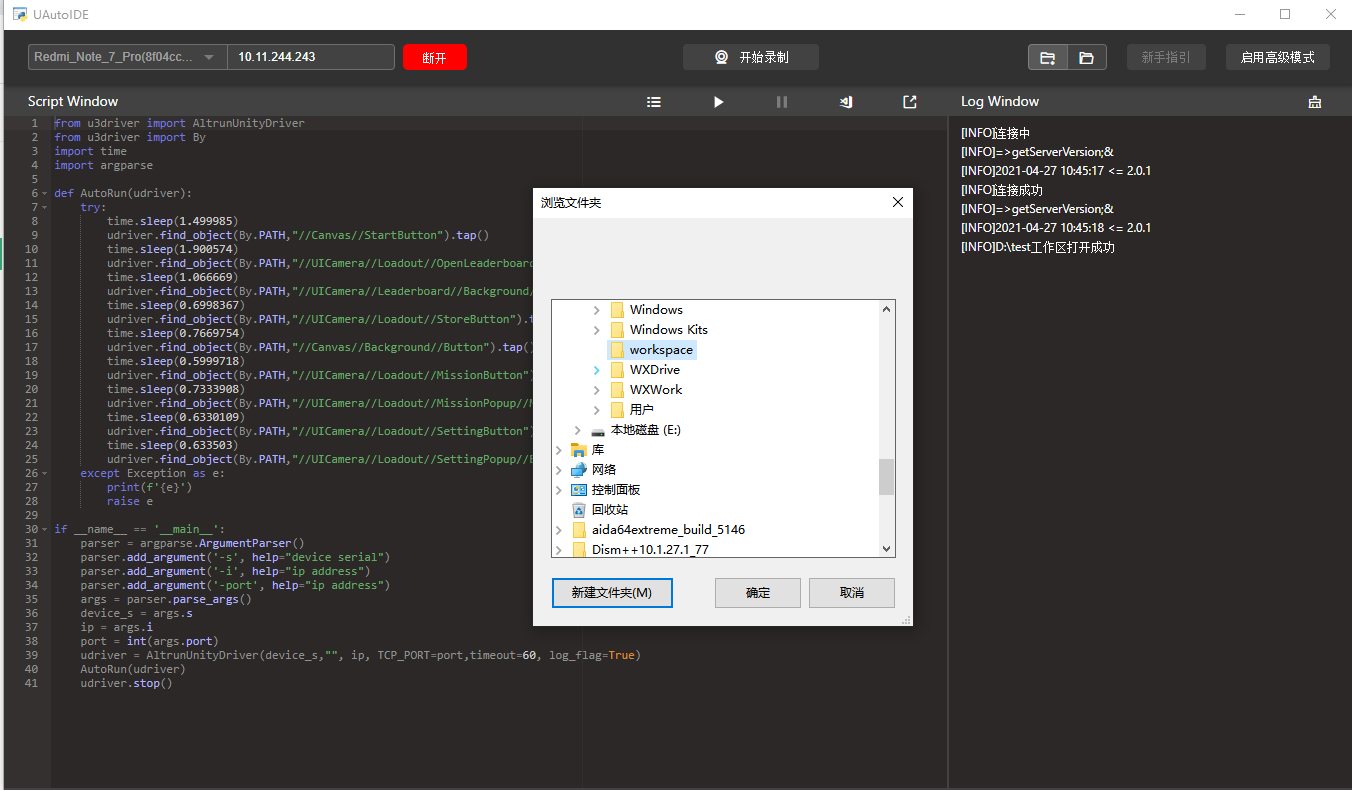 UAutoIDE
Redmi_Note_7_Pro(8f04cc... 10.11.244.243 断开 开始录制 新手指引 启用高级模式
Script Window
1 from u3driver import AltrunUnityDriver
2 from u3driver import By
3 import time
4 import argparse
5
6 def AutoRun(udriver):
7 try:
8 time.sleep(1.499985)
9 udriver.find_object(By.PATH,"//Canvas//StartButton").tap()
10 time.sleep(1.900574)
11 udriver.find_object(By.PATH,"//UICamera//Loadout//OpenLeaderboard
12 time.sleep(1.066669)
13 udriver.find_object(By.PATH,"//UICamera//Leaderboard//Background/
14 time.sleep(0.6998367)
15 udriver.find_object(By.PATH,"//UICamera//Loadout//StoreButton").t
16 time.sleep(0.7669754)
17 udriver.find_object(By.PATH,"//Canvas//Background//Button").tap()
18 time.sleep(0.5999718)
19 udriver.find_object(By.PATH,"//UICamera//Loadout//MissionButton")
20 time.sleep(0.7333908)
21 udriver.find_object(By.PATH,"//UICamera//Loadout//MissionPopup//
22 time.sleep(0.6330109)
23 udriver.find_object(By.PATH,"//UICamera//Loadout//SettingButton")
24 time.sleep(0.633503)
25 udriver.find_object(By.PATH,"//UICamera//Loadout//SettingPopup//
26 except Exception as e:
27 print(f'{e}')
28 raise e
29
30 if __name__ == '__main__':
31 parser = argparse.ArgumentParser()
32 parser.add_argument('-s', help="device serial")
33 parser.add_argument('-i', help="ip address")
34 parser.add_argument('-port', help="ip address")
35 args = parser.parse_args()
36 device_s = args.s
37 ip = args.i
38 port = int(args.port)
39 udriver = AltrunUnityDriver(device_s,"", ip, TCP_PORT=port,timeout=60, log_flag=True)
40 AutoRun(udriver)
41 udriver.stop()
浏览文件夹
Windows
Windows Kits
workspace
WXDrive
WXWork
用户
本地磁盘 (E:)
库
网络
控制面板
回收站
aida64extreme_build_5146
Dism++10.1.27.1_77
新建文件夹(M) 确定 取消
Log Window
[INFO]连接中
[INFO]=>getServerVersion;&
[INFO]2021-04-27 10:45:17 <= 2.0.1
[INFO]连接成功
[INFO]=>getServerVersion;&
[INFO]2021-04-27 10:45:18 <= 2.0.1
[INFO]D:\test工作区打开成功